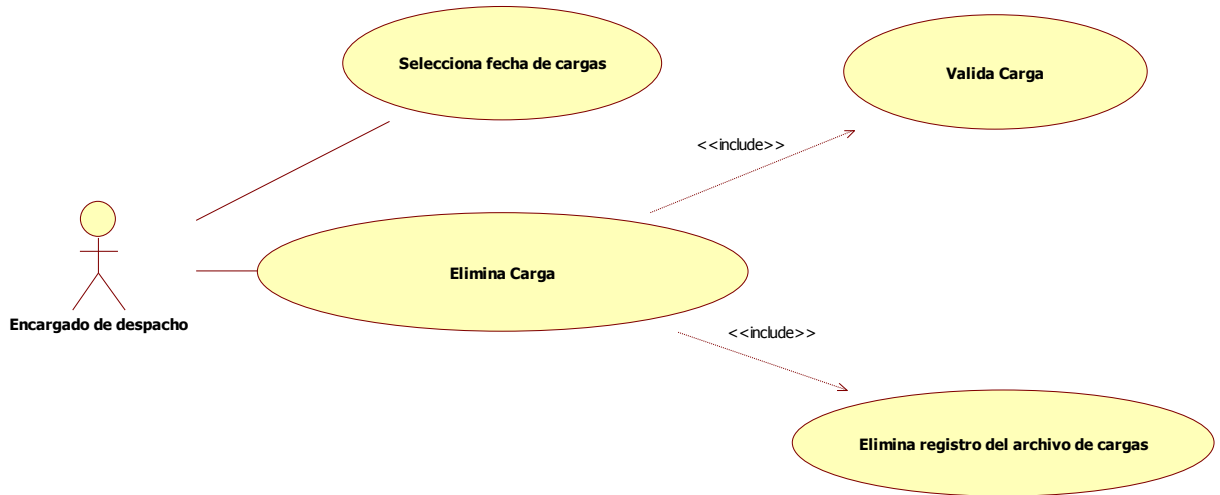 Selecciona fecha de cargas
Valida Carga
<<include>>
Elimina Carga
Encargado de despacho
<<include>>
Elimina registro del archivo de cargas